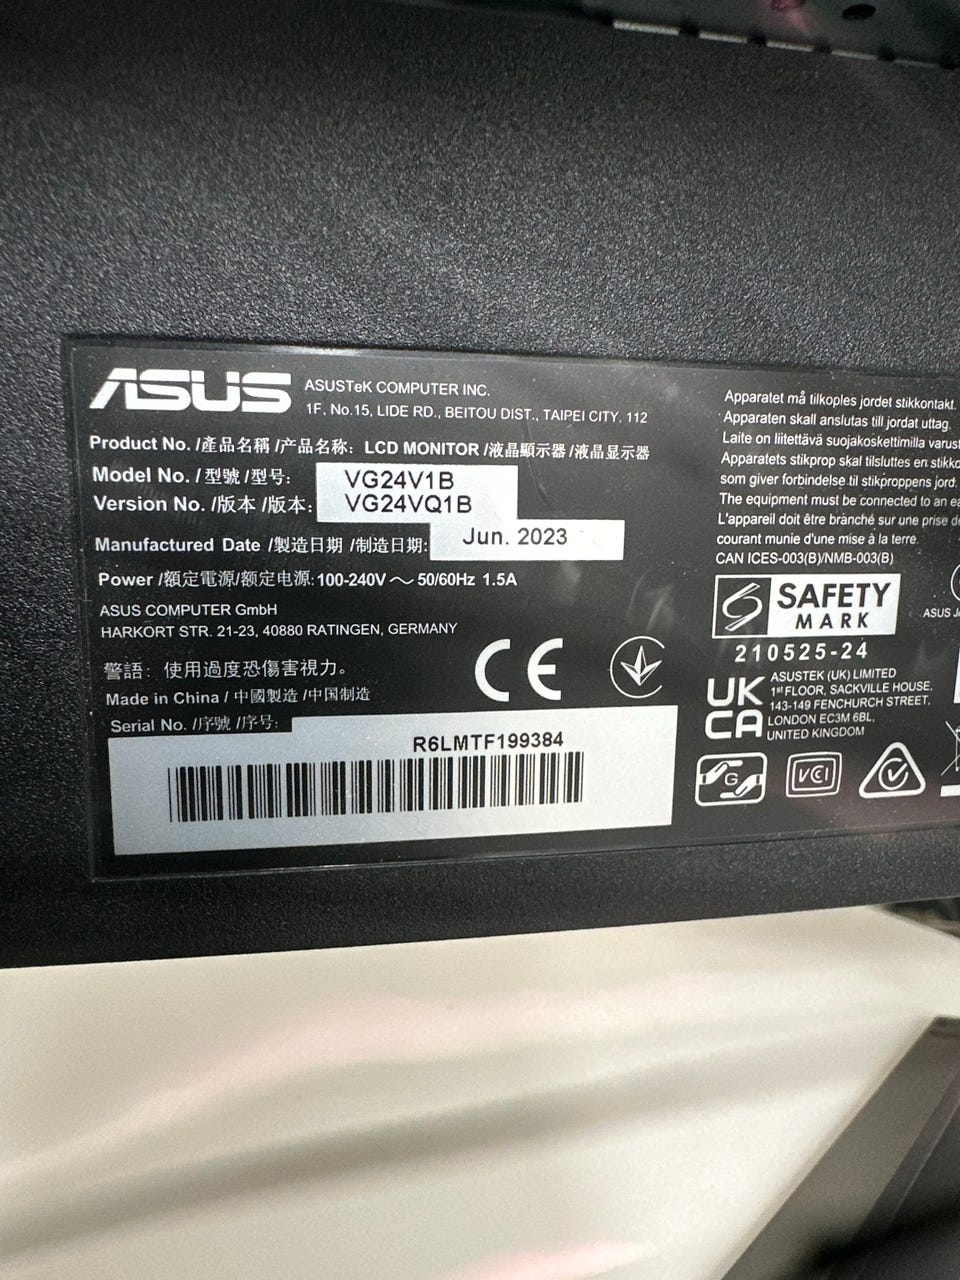 ASUS
ASUSTeK COMPUTER INC.
1F, No.15, LIDE RD., BEITOU DIST., TAIPEI CITY, 112
Product No. /產品名稱 /产品名称: LCD MONITOR /液晶顯示器 /液晶显示器
Model No. /型號 /型号: VG24V1B
Version No. /版本 /版本: VG24VQ1B
Manufactured Date /製造日期 /制造日期: Jun. 2023
Power /額定電源/额定电源: 100-240V ～ 50/60Hz 1.5A
ASUS COMPUTER GmbH
HARKORT STR. 21-23, 40880 RATINGEN, GERMANY
警語: 使用過度恐傷害視力。
Made in China / 中國製造 /中国制造
CE
Serial No. /序號 /序号:
R6LMTF199384
Apparatet må tilkoples jordet stikkontakt.
Apparaten skall anslutas till jordat uttag.
Laite on liitettävä suojakoskettimilla
Apparatets stikprop skal tilsluttes en
som giver forbindelse til stikproppens jord.
The equipment must be connected to an
L'appareil doit être branché sur une prise
courant munie d'une mise à la terre.
CAN ICES-003(B)/NMB-003(B)
SAFETY
MARK
210525-24
ASUS
UK
CA
ASUSTEK (UK) LIMITED
1st FLOOR, SACKVILLE HOUSE,
143-149 FENCHURCH STREET,
LONDON EC3M 6BL,
UNITED KINGDOM
G
VCCI